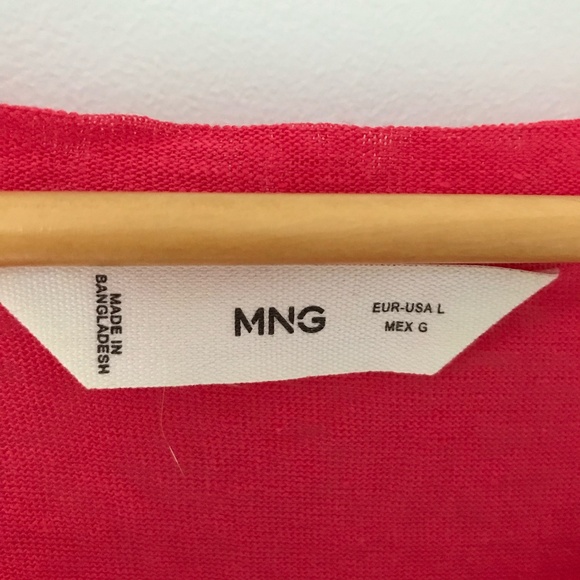 MADE IN
BANGLADESH
MNG
EUR-USA L
MEX G